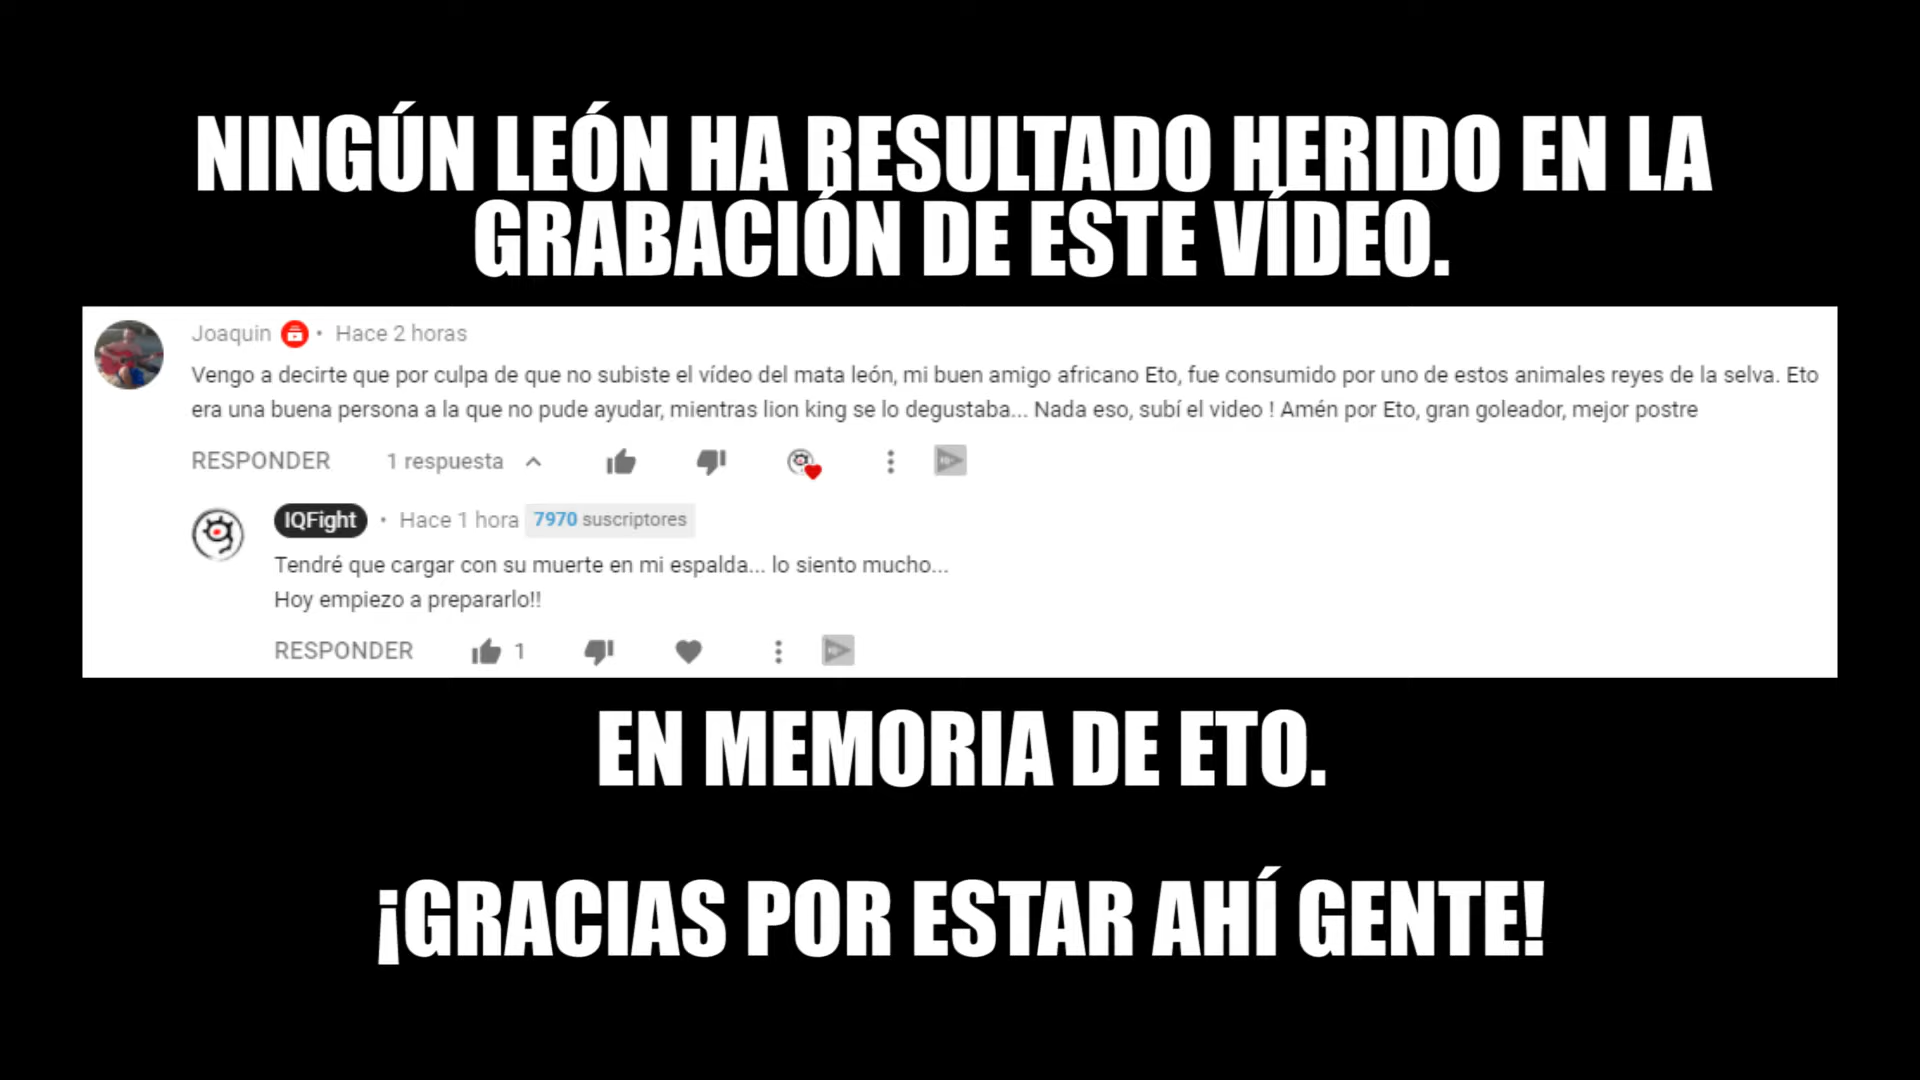 NINGÚN LEÓN HA RESULTADO HERIDO EN LA
GRABACIÓN DE ESTE VÍDEO.
Joaquin • Hace 2 horas
Vengo a decirte que por culpa de que no subiste el vídeo del mata león, mi buen amigo africano Eto, fue consumido por uno de estos animales reyes de la selva. Eto
era una buena persona a la que no pude ayudar, mientras lion king se lo degustaba... Nada eso, subí el video ! Amén por Eto, gran goleador, mejor postre
RESPONDER 1 respuesta
IQFight • Hace 1 hora 7970 suscriptores
Tendré que cargar con su muerte en mi espalda... lo siento mucho...
Hoy empiezo a prepararlo!!
RESPONDER 1
EN MEMORIA DE ETO.
¡GRACIAS POR ESTAR AHÍ GENTE!